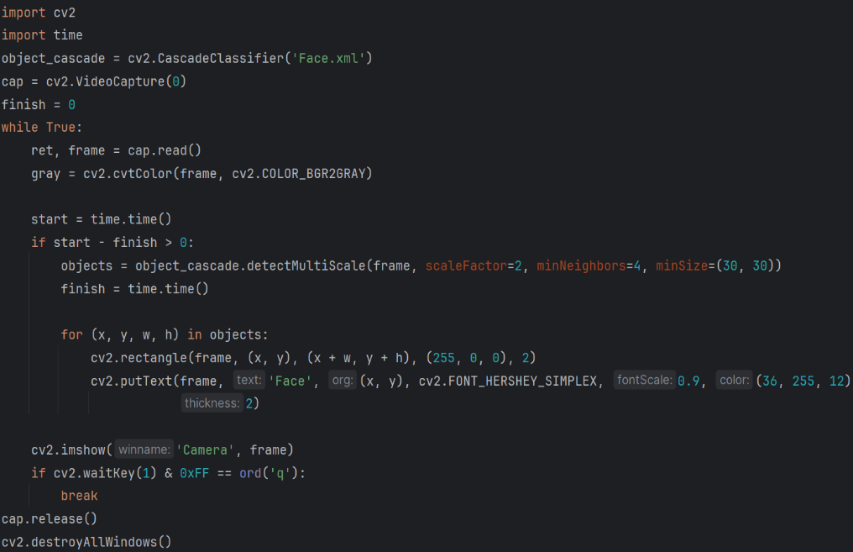 import cv2
import time
object_cascade = cv2.CascadeClassifier('Face.xml')
cap = cv2.VideoCapture(0)
finish = 0
while True:
    ret, frame = cap.read()
    gray = cv2.cvtColor(frame, cv2.COLOR_BGR2GRAY)

    start = time.time()
    if start - finish > 0:
        objects = object_cascade.detectMultiScale(frame, scaleFactor=2, minNeighbors=4, minSize=(30, 30))
        finish = time.time()

        for (x, y, w, h) in objects:
            cv2.rectangle(frame, (x, y), (x + w, y + h), (255, 0, 0), 2)
            cv2.putText(frame, text: 'Face', org: (x, y), cv2.FONT_HERSHEY_SIMPLEX, fontScale: 0.9, color: (36, 255, 12)
                        thickness: 2)

    cv2.imshow( winname: 'Camera', frame)
    if cv2.waitKey(1) & 0xFF == ord('q'):
        break
cap.release()
cv2.destroyAllWindows()